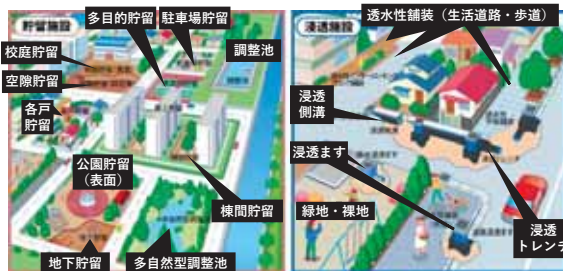 貯留施設
多目的貯留
駐車場貯留
調整池
校庭貯留
空隙貯留
各戸
貯留
公園貯留
(表面)
棟間貯留
地下貯留
多自然型調整池
浸透施設
透水性舗装(生活道路・歩道)
浸透
側溝
浸透ます
緑地・裸地
浸透
トレンチ